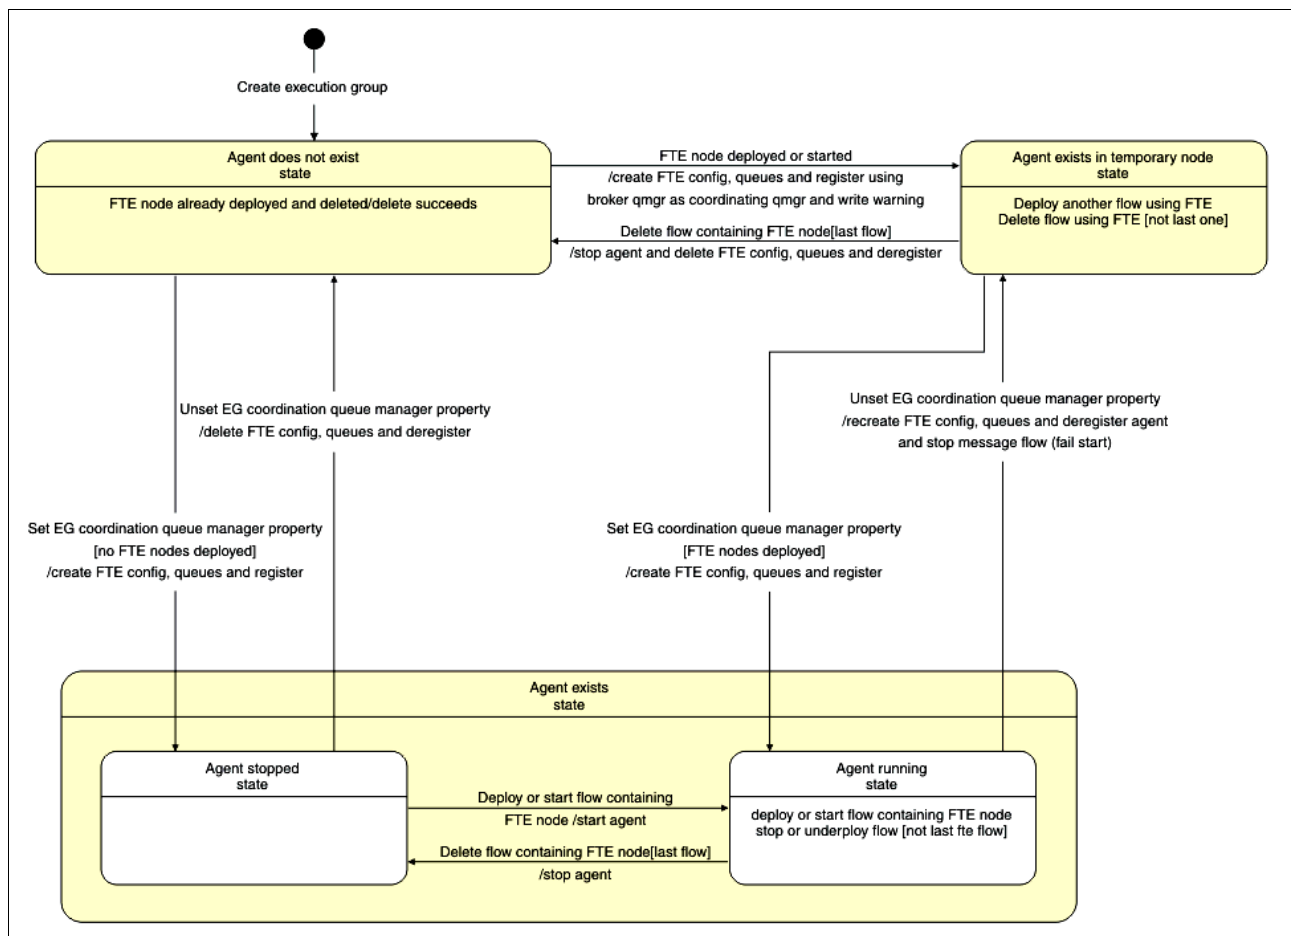 Create execution group
Agent does not exist
state
FTE node already deployed and deleted/delete succeeds
FTE node deployed or started
/create FTE config, queues and register using
broker qmgr as coordinating qmgr and write warning
Delete flow containing FTE node[last flow]
/stop agent and delete FTE config, queues and deregister
Agent exists in temporary node
state
Deploy another flow using FTE
Delete flow using FTE [not last one]
Unset EG coordination queue manager property
/delete FTE config, queues and deregister
Unset EG coordination queue manager property
/recreate FTE config, queues and deregister agent
and stop message flow (fail start)
Set EG coordination queue manager property
[no FTE nodes deployed]
/create FTE config, queues and register
Set EG coordination queue manager property
[FTE nodes deployed]
/create FTE config, queues and register
Agent exists
state
Agent stopped
state
Deploy or start flow containing
FTE node /start agent
Delete flow containing FTE node[last flow]
/stop agent
Agent running
state
deploy or start flow containing FTE node
stop or underploy flow [not last fte flow]